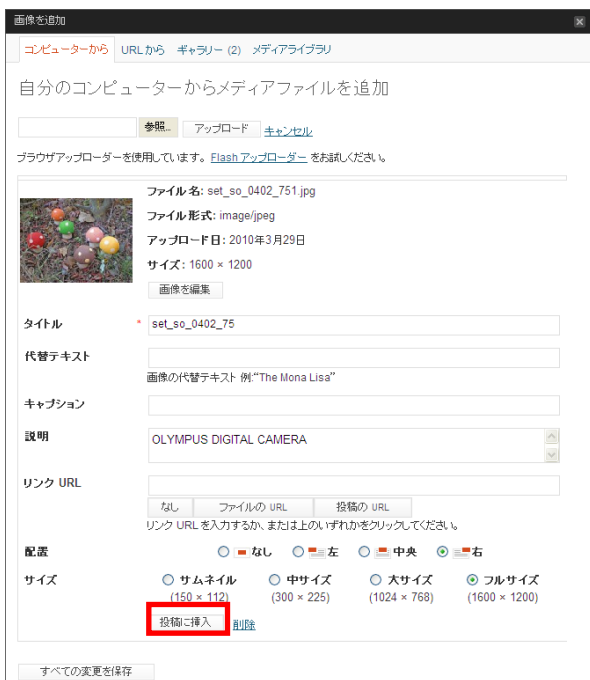 画像を追加
コンピューターから URLから ギャラリー (2) メディアライブラリ
自分のコンピューターからメディアファイルを追加
参照... アップロード キャンセル
ブラウザアップローダーを使用しています。 Flash アップローダー をお試しください。
ファイル名: set_so_0402_751.jpg
ファイル形式: image/jpeg
アップロード日: 2010年3月29日
サイズ: 1600 × 1200
画像を編集
タイトル * set_so_0402_75
代替テキスト
画像の代替テキスト 例:“The Mona Lisa”
キャプション
説明 OLYMPUS DIGITAL CAMERA
リンク URL
なし ファイルの URL 投稿の URL
リンク URL を入力するか、または上のいずれかをクリックしてください。
配置 なし 左 中央 右
サイズ サムネイル 中サイズ 大サイズ フルサイズ
(150 × 112) (300 × 225) (1024 × 768) (1600 × 1200)
投稿に挿入 削除
すべての変更を保存